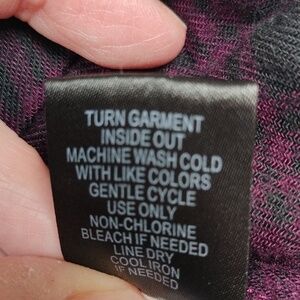 TURN GARMENT
INSIDE OUT
MACHINE WASH COLD
WITH LIKE COLORS
GENTLE CYCLE
USE ONLY
NON-CHLORINE
BLEACH IF NEEDED
LINE DRY
COOL IRON
IF NEEDED